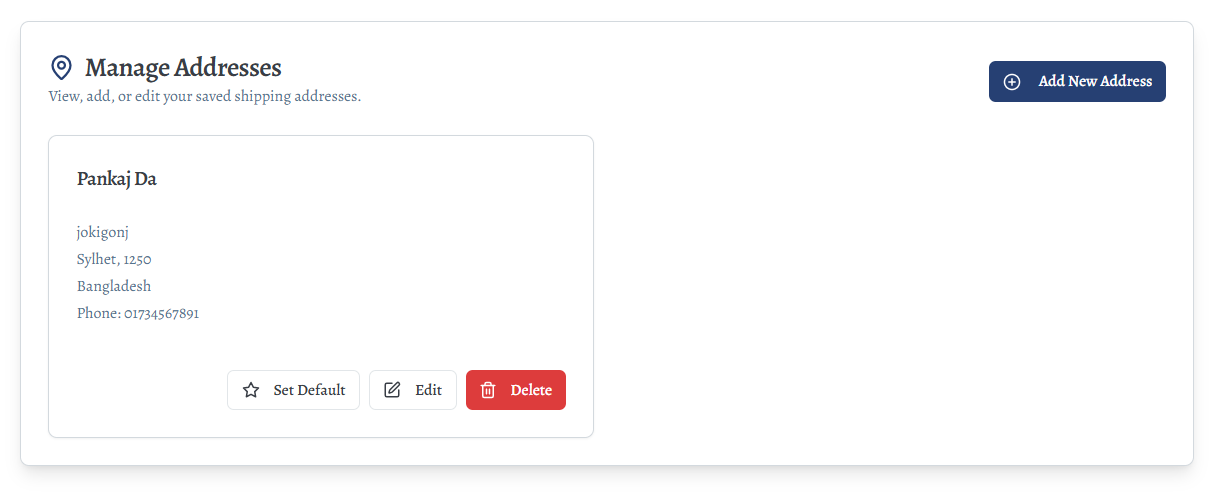 Manage Addresses
View, add, or edit your saved shipping addresses.
Add New Address
Pankaj Da
jokigonj
Sylhet, 1250
Bangladesh
Phone: 01734567891
Set Default
Edit
Delete